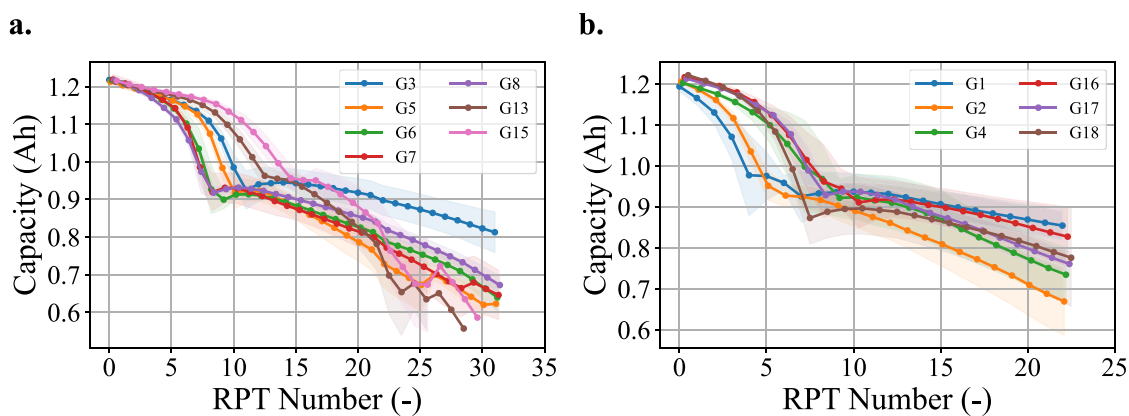 a.
Capacity (Ah)
1.2
1.1
1.0
0.9
0.8
0.7
0.6
G3
G5
G6
G7
G8
G13
G15
0 5 10 15 20 25 30 35
RPT Number (-)
b.
Capacity (Ah)
1.2
1.1
1.0
0.9
0.8
0.7
0.6
G1
G2
G4
G16
G17
G18
0 5 10 15 20 25
RPT Number (-)